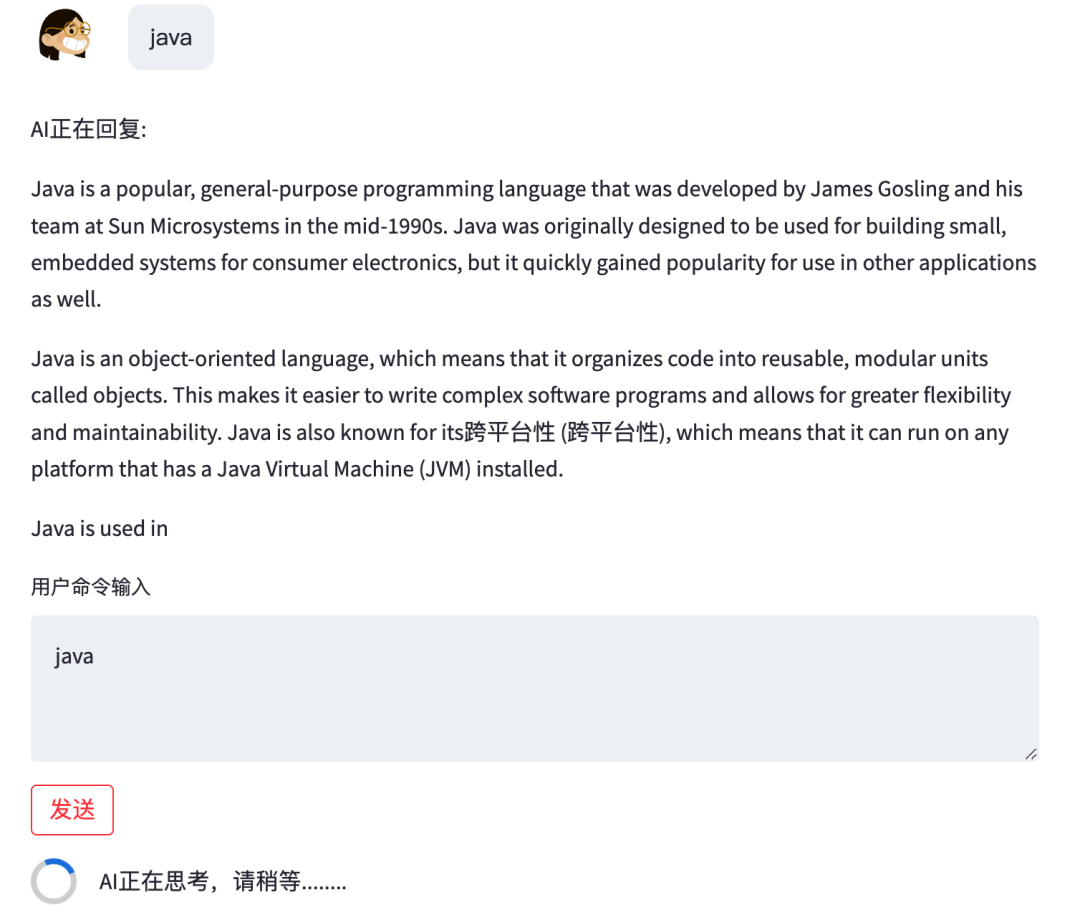 java
AI正在回复:
Java is a popular, general-purpose programming language that was developed by James Gosling and his
team at Sun Microsystems in the mid-1990s. Java was originally designed to be used for building small,
embedded systems for consumer electronics, but it quickly gained popularity for use in other applications
as well.
Java is an object-oriented language, which means that it organizes code into reusable, modular units
called objects. This makes it easier to write complex software programs and allows for greater flexibility
and maintainability. Java is also known for its跨平台性 (跨平台性), which means that it can run on any
platform that has a Java Virtual Machine (JVM) installed.
Java is used in
用户命令输入
java
发送
AI正在思考，请稍等........